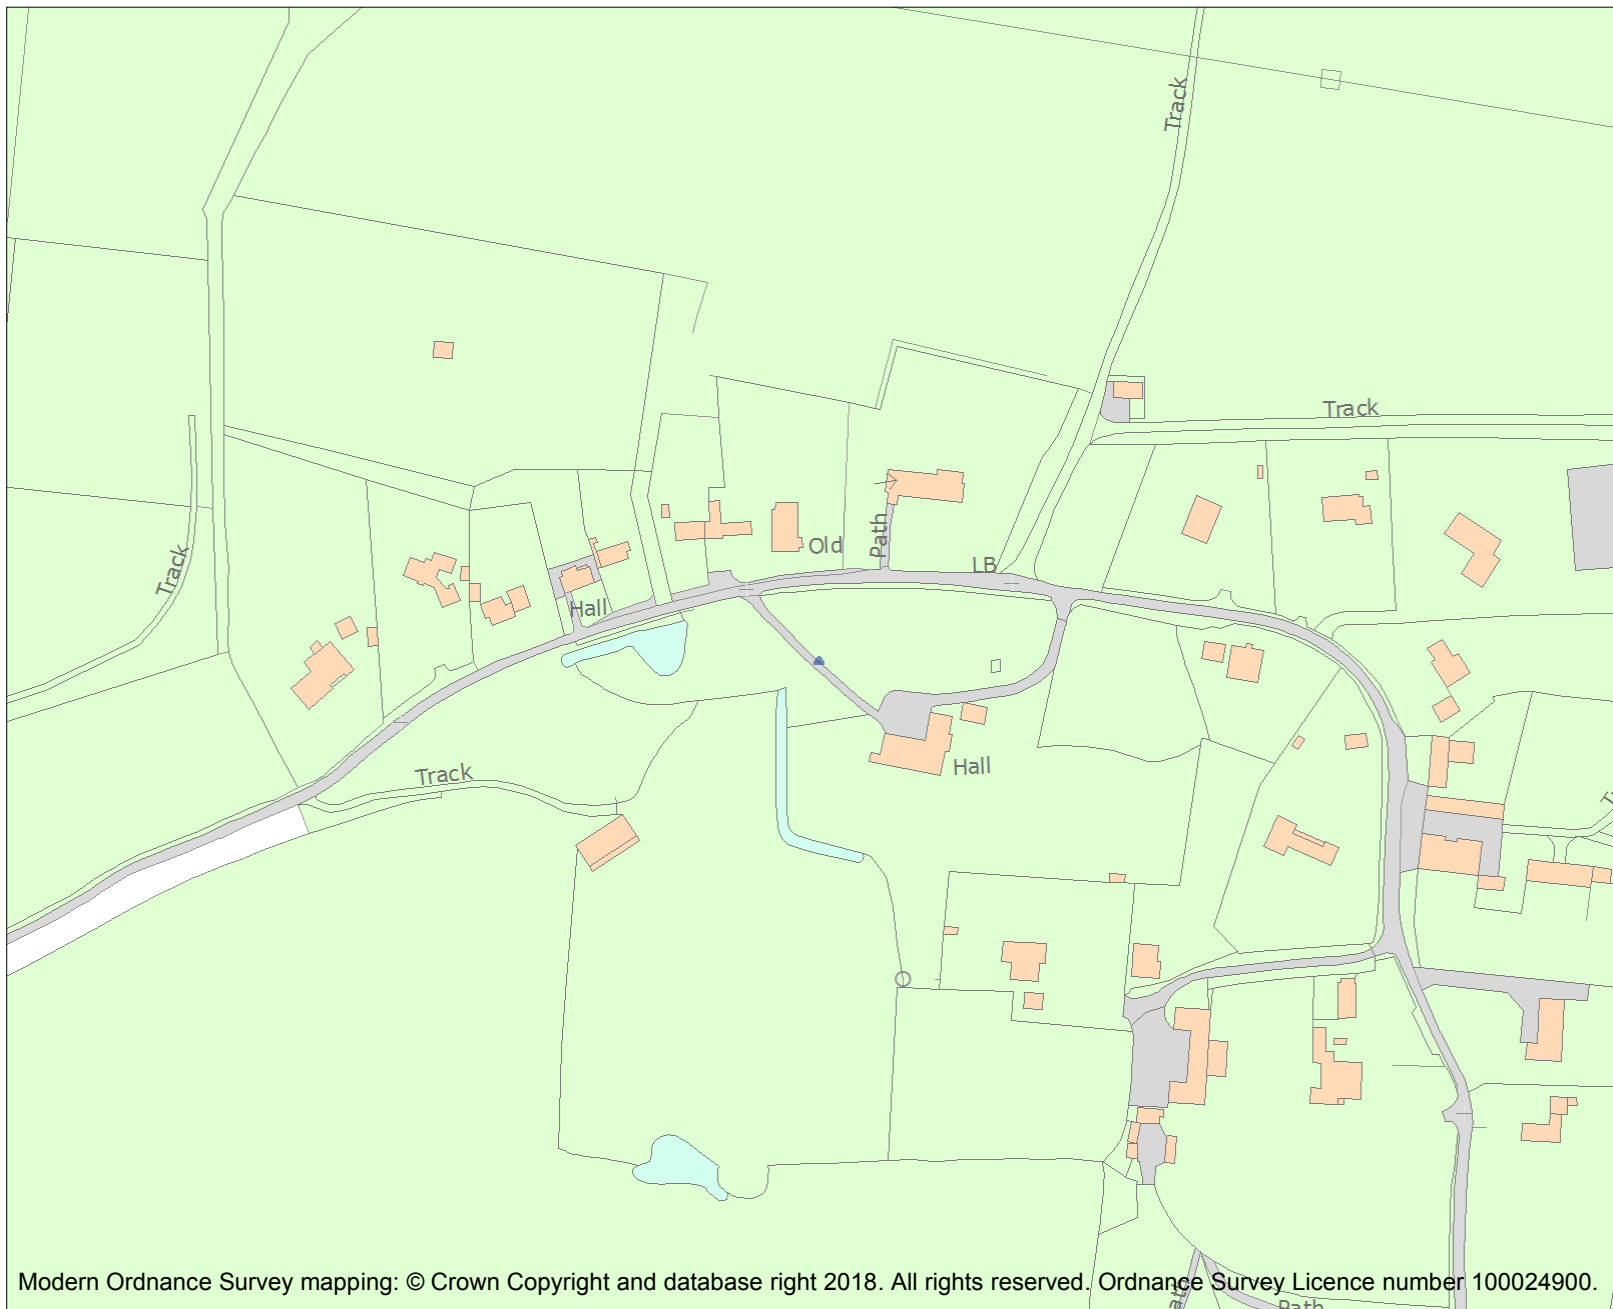 Track
Track
Old
Path
LB
Track
Hall
Track
Hall
Path
Modern Ordnance Survey mapping: © Crown Copyright and database right 2018. All rights reserved. Ordnance Survey Licence number 100024900.